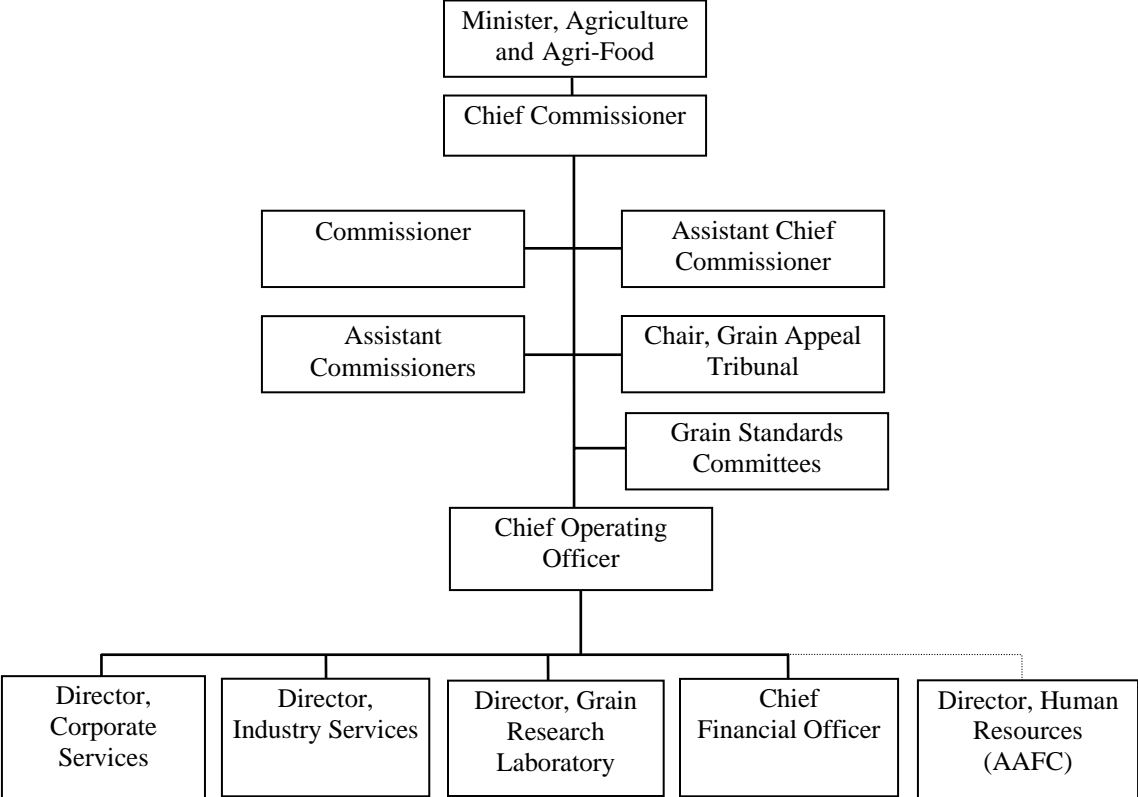 Minister, Agriculture
and Agri-Food
Chief Commissioner
Commissioner
Assistant Chief
Commissioner
Assistant
Commissioners
Chair, Grain Appeal
Tribunal
Grain Standards
Committees
Chief Operating
Officer
Director,
Corporate
Services
Director,
Industry Services
Director, Grain
Research
Laboratory
Chief
Financial Officer
Director, Human
Resources
(AAFC)